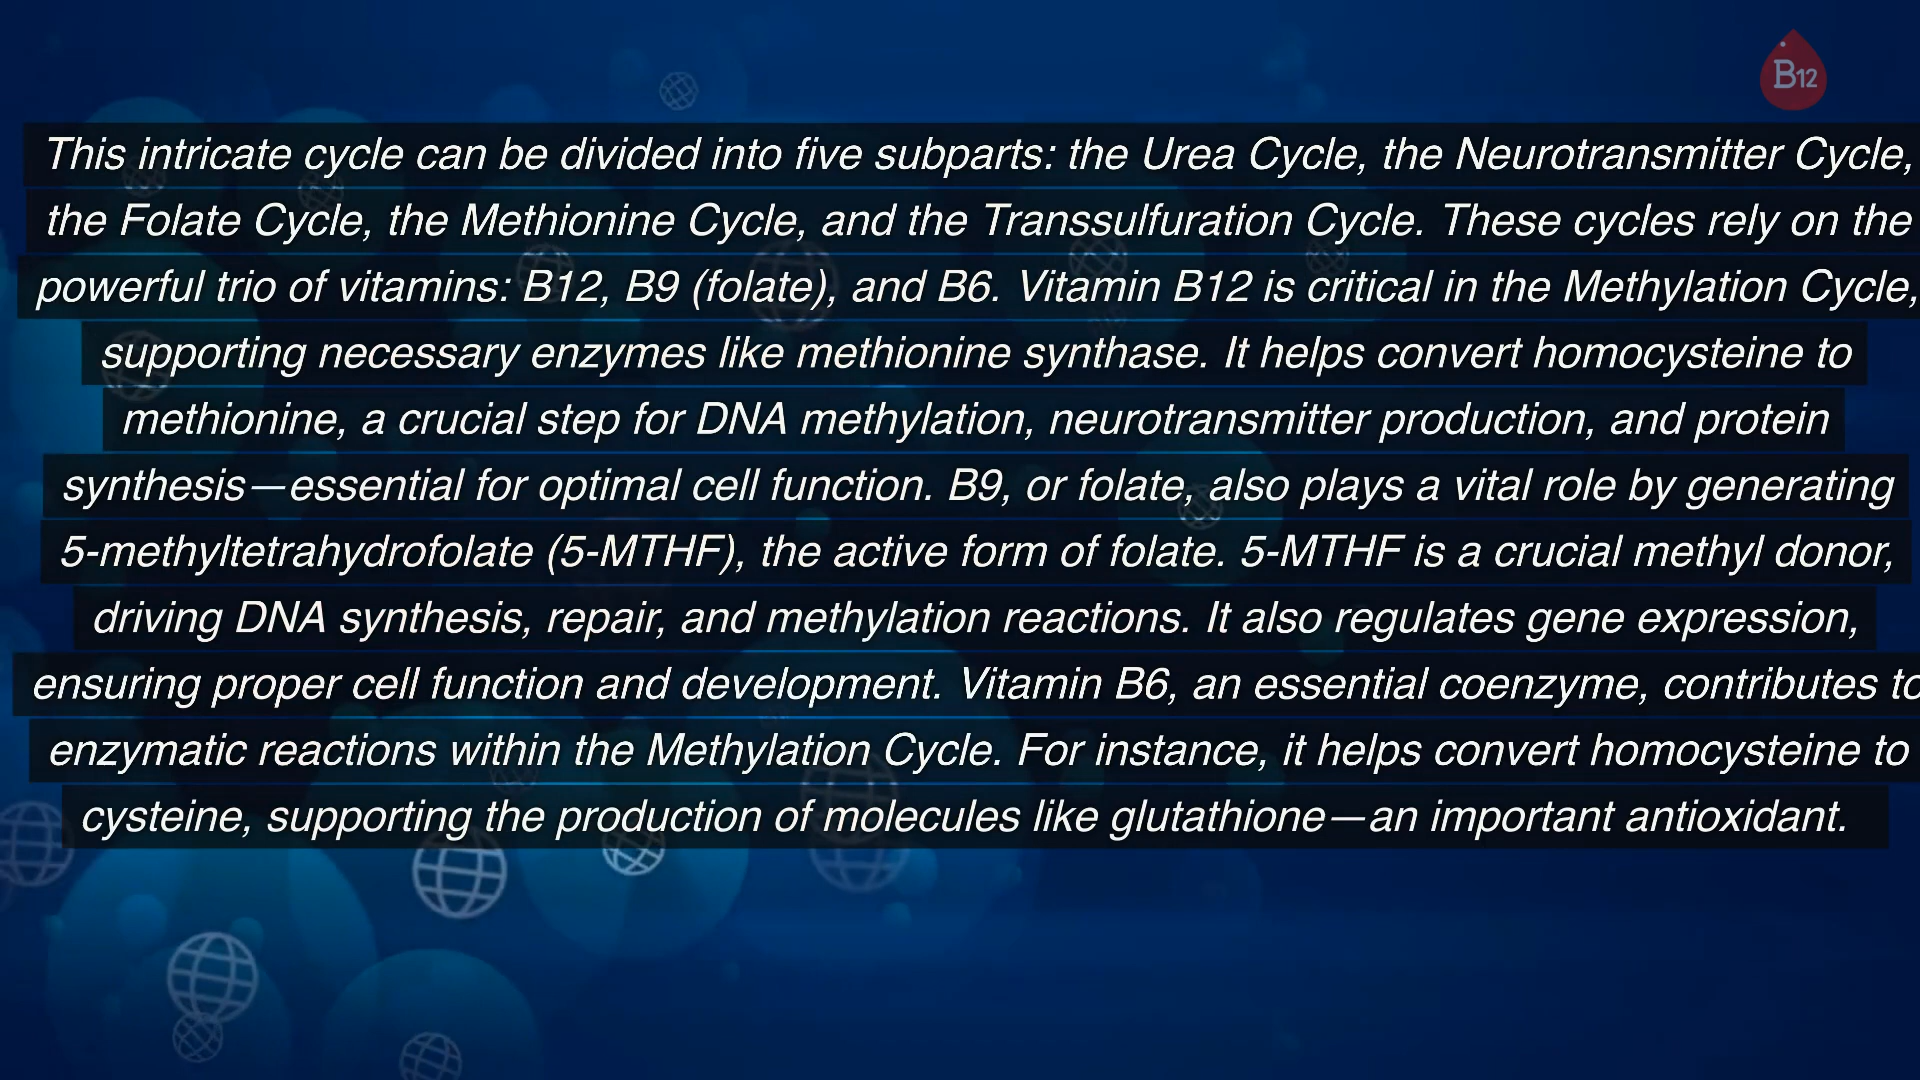 B12
This intricate cycle can be divided into five subparts: the Urea Cycle, the Neurotransmitter Cycle,
the Folate Cycle, the Methionine Cycle, and the Transsulfuration Cycle. These cycles rely on the
powerful trio of vitamins: B12, B9 (folate), and B6. Vitamin B12 is critical in the Methylation Cycle,
supporting necessary enzymes like methionine synthase. It helps convert homocysteine to
methionine, a crucial step for DNA methylation, neurotransmitter production, and protein
synthesis—essential for optimal cell function. B9, or folate, also plays a vital role by generating
5-methyltetrahydrofolate (5-MTHF), the active form of folate. 5-MTHF is a crucial methyl donor,
driving DNA synthesis, repair, and methylation reactions. It also regulates gene expression,
ensuring proper cell function and development. Vitamin B6, an essential coenzyme, contributes to
enzymatic reactions within the Methylation Cycle. For instance, it helps convert homocysteine to
cysteine, supporting the production of molecules like glutathione—an important antioxidant.